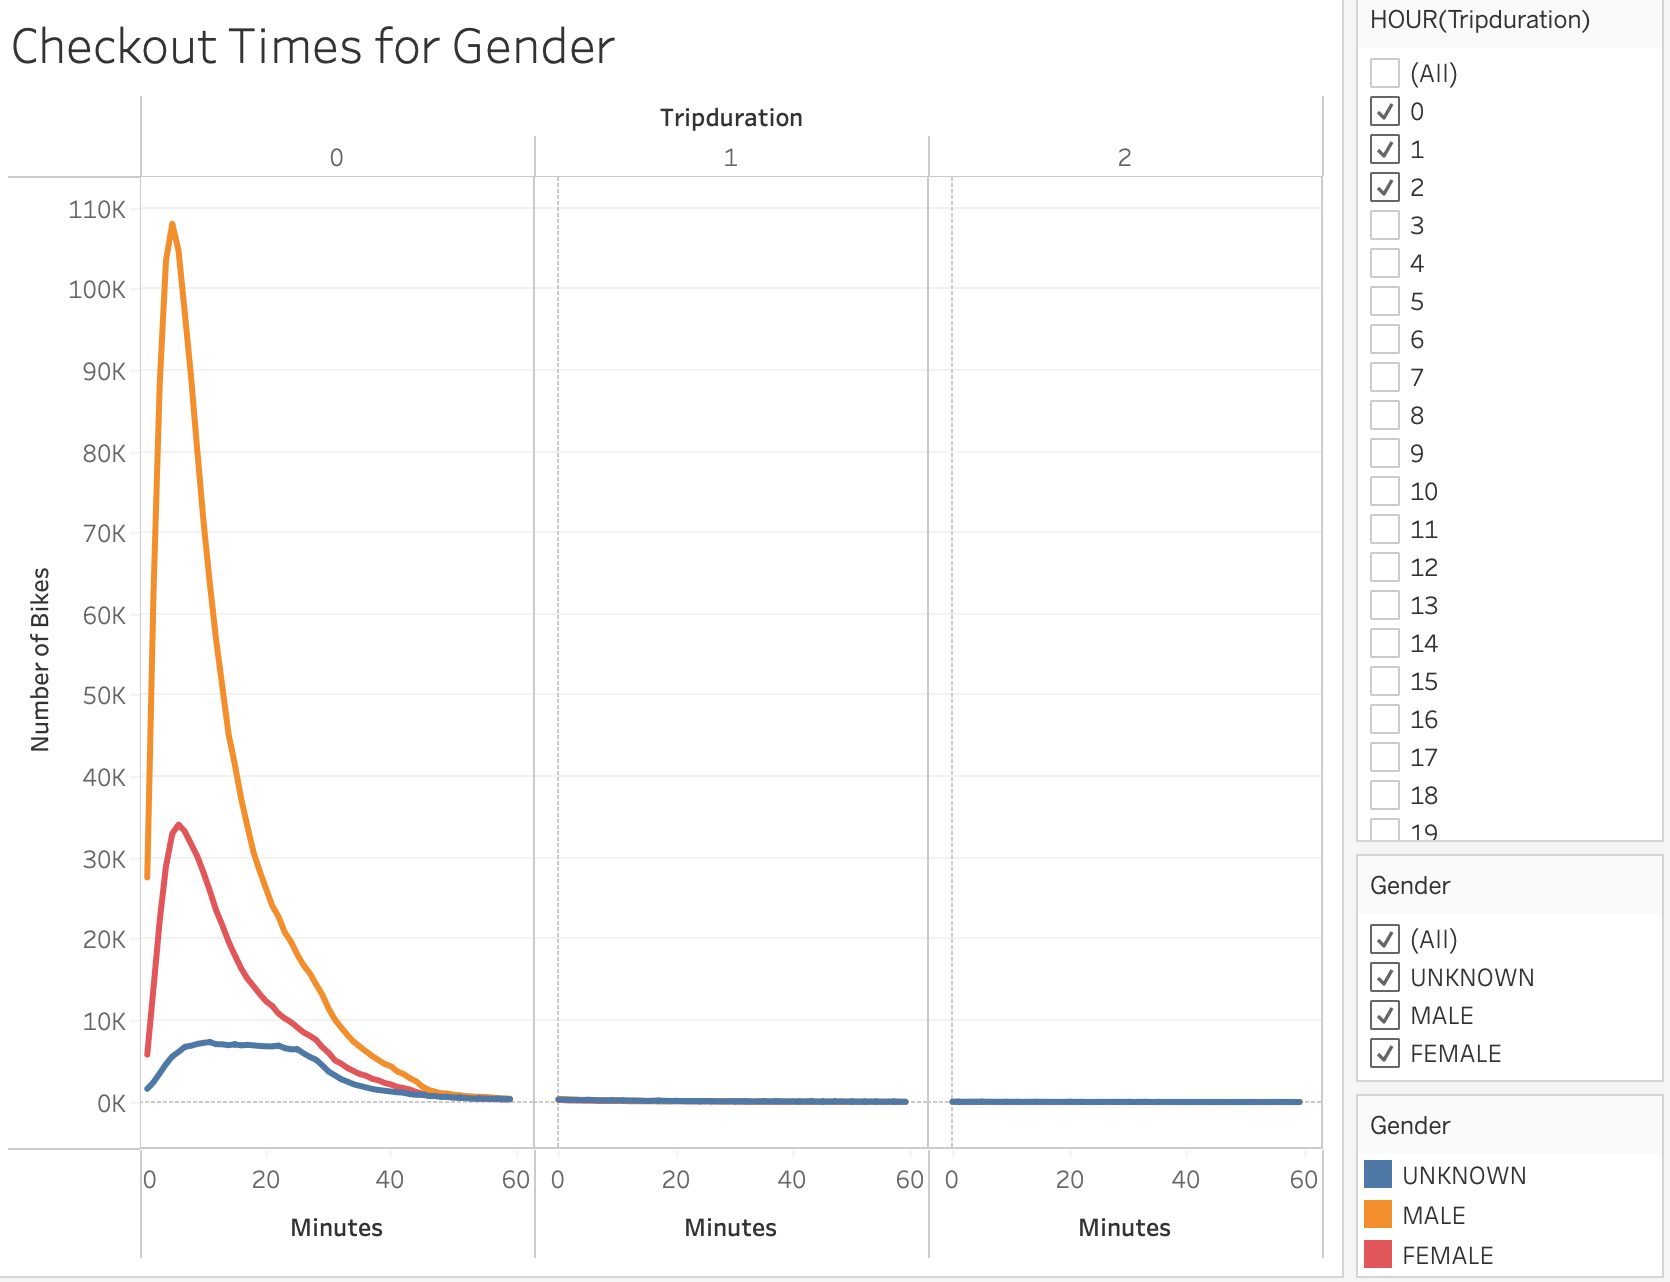 Checkout Times for Gender
Tripduration
0 1 2
110K
100K
90K
80K
70K
60K
50K
40K
30K
20K
10K
0K
Number of Bikes
0 20 40 60 0 20 40 60 0 20 40 60
Minutes Minutes Minutes
HOUR(Tripduration)
(All)
0
1
2
3
4
5
6
7
8
9
10
11
12
13
14
15
16
17
18
19
Gender
(All)
UNKNOWN
MALE
FEMALE
Gender
UNKNOWN
MALE
FEMALE